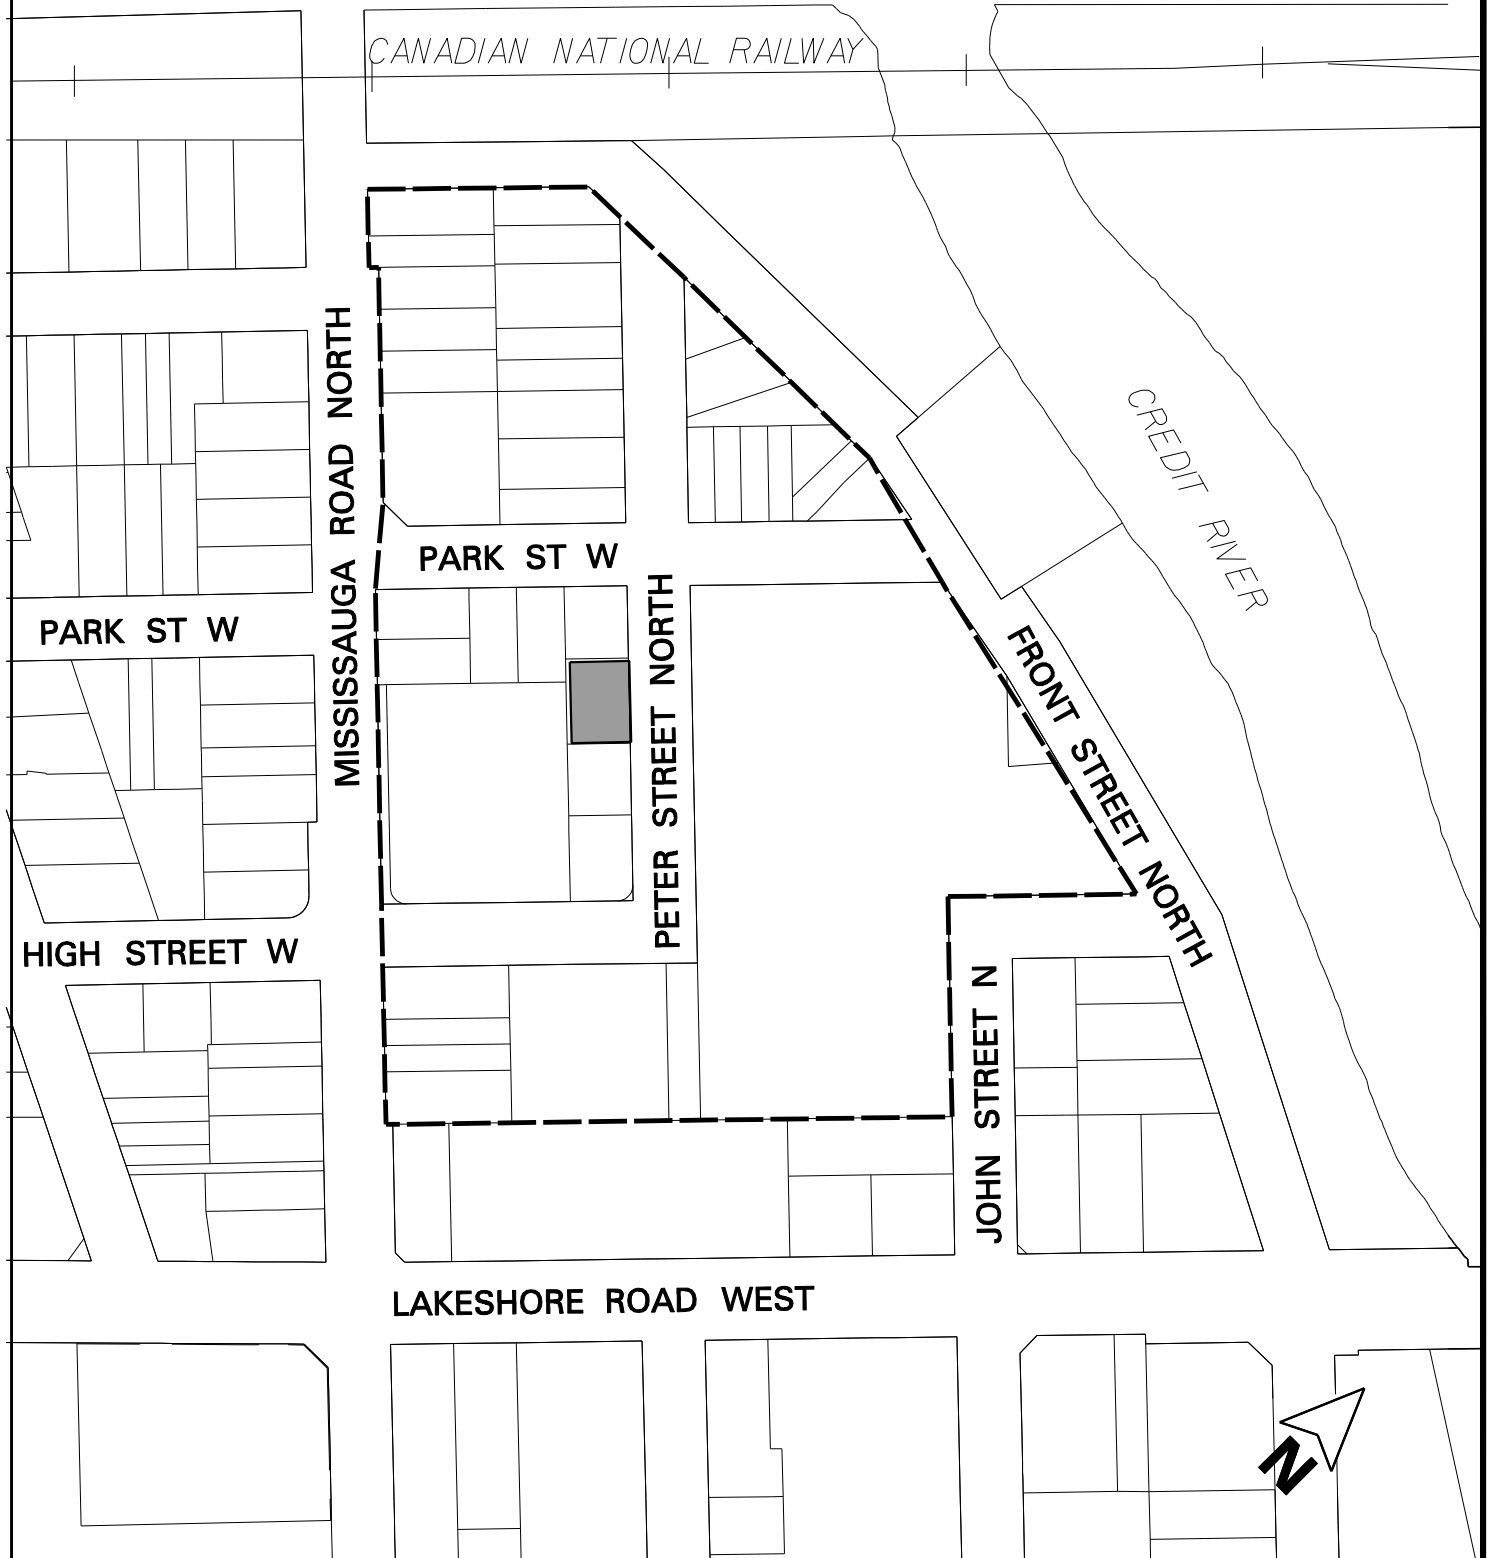 CANADIAN NATIONAL RAILWAY
MISSISSAUGA ROAD NORTH
CREDIT RIVER
PARK ST W
PARK ST W
PETER STREET NORTH
FRONT STREET NORTH
HIGH STREET W
JOHN STREET N
LAKESHORE ROAD WEST
N